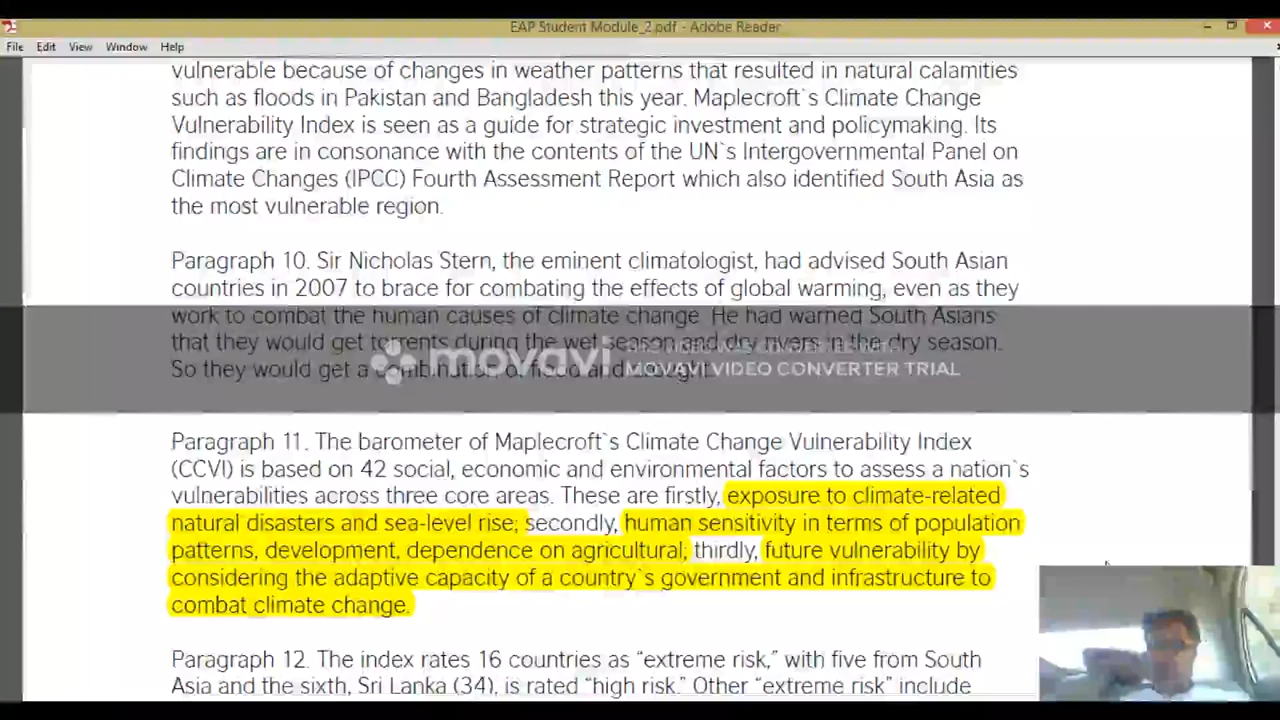 EAP Student Module_2.pdf - Adobe Reader
File Edit View Window Help
vulnerable because of changes in weather patterns that resulted in natural calamities
such as floods in Pakistan and Bangladesh this year. Maplecroft`s Climate Change
Vulnerability Index is seen as a guide for strategic investment and policymaking. Its
findings are in consonance with the contents of the UN`s Intergovernmental Panel on
Climate Changes (IPCC) Fourth Assessment Report which also identified South Asia as
the most vulnerable region.
Paragraph 10. Sir Nicholas Stern, the eminent climatologist, had advised South Asian
countries in 2007 to brace for combating the effects of global warming, even as they
work to combat the human causes of climate change. He had warned South Asians
that they would get torrents during the wet season and dry rivers in the dry season.
So they would get a combination of flood and
movavi
MOVAVI VIDEO CONVERTER TRIAL
Paragraph 11. The barometer of Maplecroft`s Climate Change Vulnerability Index
(CCVI) is based on 42 social, economic and environmental factors to assess a nation`s
vulnerabilities across three core areas. These are firstly, exposure to climate-related
natural disasters and sea-level rise; secondly, human sensitivity in terms of population
patterns, development, dependence on agricultural; thirdly, future vulnerability by
considering the adaptive capacity of a country`s government and infrastructure to
combat climate change.
Paragraph 12. The index rates 16 countries as “extreme risk,” with five from South
Asia and the sixth, Sri Lanka (34), is rated “high risk.” Other “extreme risk” include